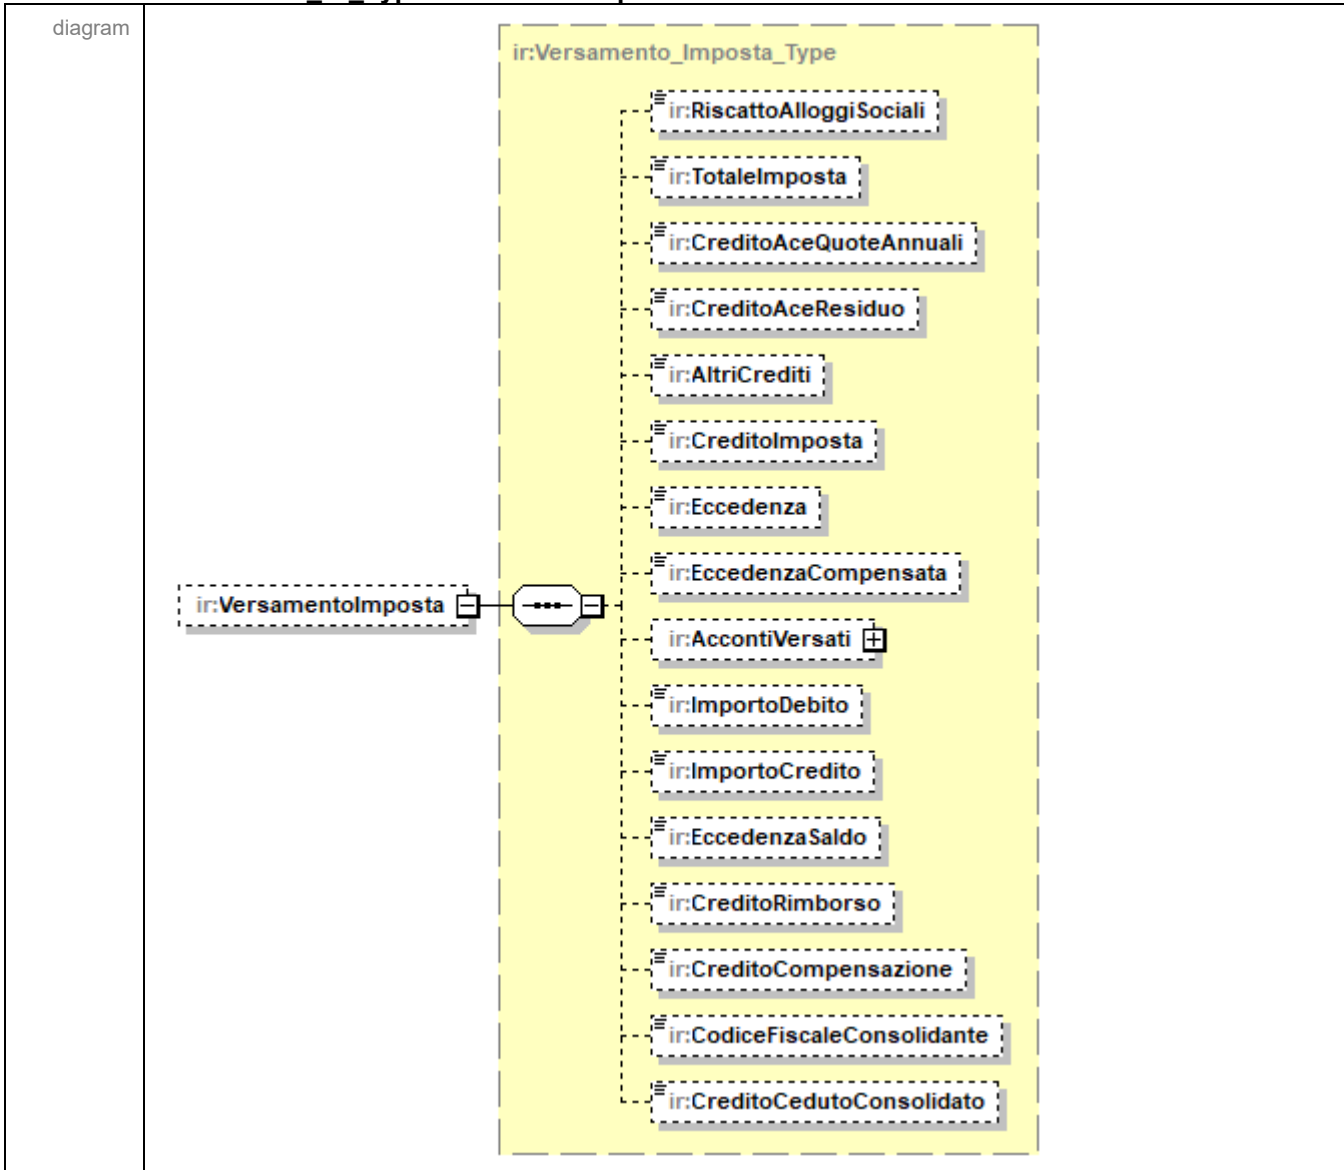 diagram
ir:Versamento_Imposta_Type
ir:RiscattoAlloggiSociali
ir:TotaleImposta
ir:CreditoAceQuoteAnnuali
ir:CreditoAceResiduo
ir:AltriCrediti
ir:CreditoImposta
ir:Eccedenza
ir:EccedenzaCompensata
ir:VersamentoImposta
ir:AccontiVersati
ir:ImportoDebito
ir:ImportoCredito
ir:EccedenzaSaldo
ir:CreditoRimborso
ir:CreditoCompensazione
ir:CodiceFiscaleConsolidante
ir:CreditoCedutoConsolidato